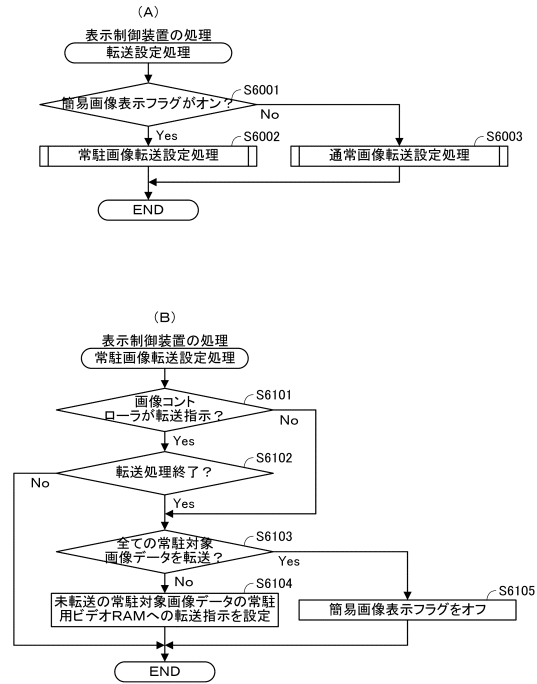 (A)
表示制御装置の処理
転送設定処理
S6001
簡易画像表示フラグがオン?
No
Yes
S6002
常駐画像転送設定処理
S6003
通常画像転送設定処理
END
(B)
表示制御装置の処理
常駐画像転送設定処理
S6101
画像コント
ローラが転送指示?
No
Yes
S6102
転送処理終了?
No
Yes
S6103
全ての常駐対象
画像データを転送?
Yes
No
S6104
未転送の常駐対象画像データの常駐
用ビデオRAMへの転送指示を設定
S6105
簡易画像表示フラグをオフ
END